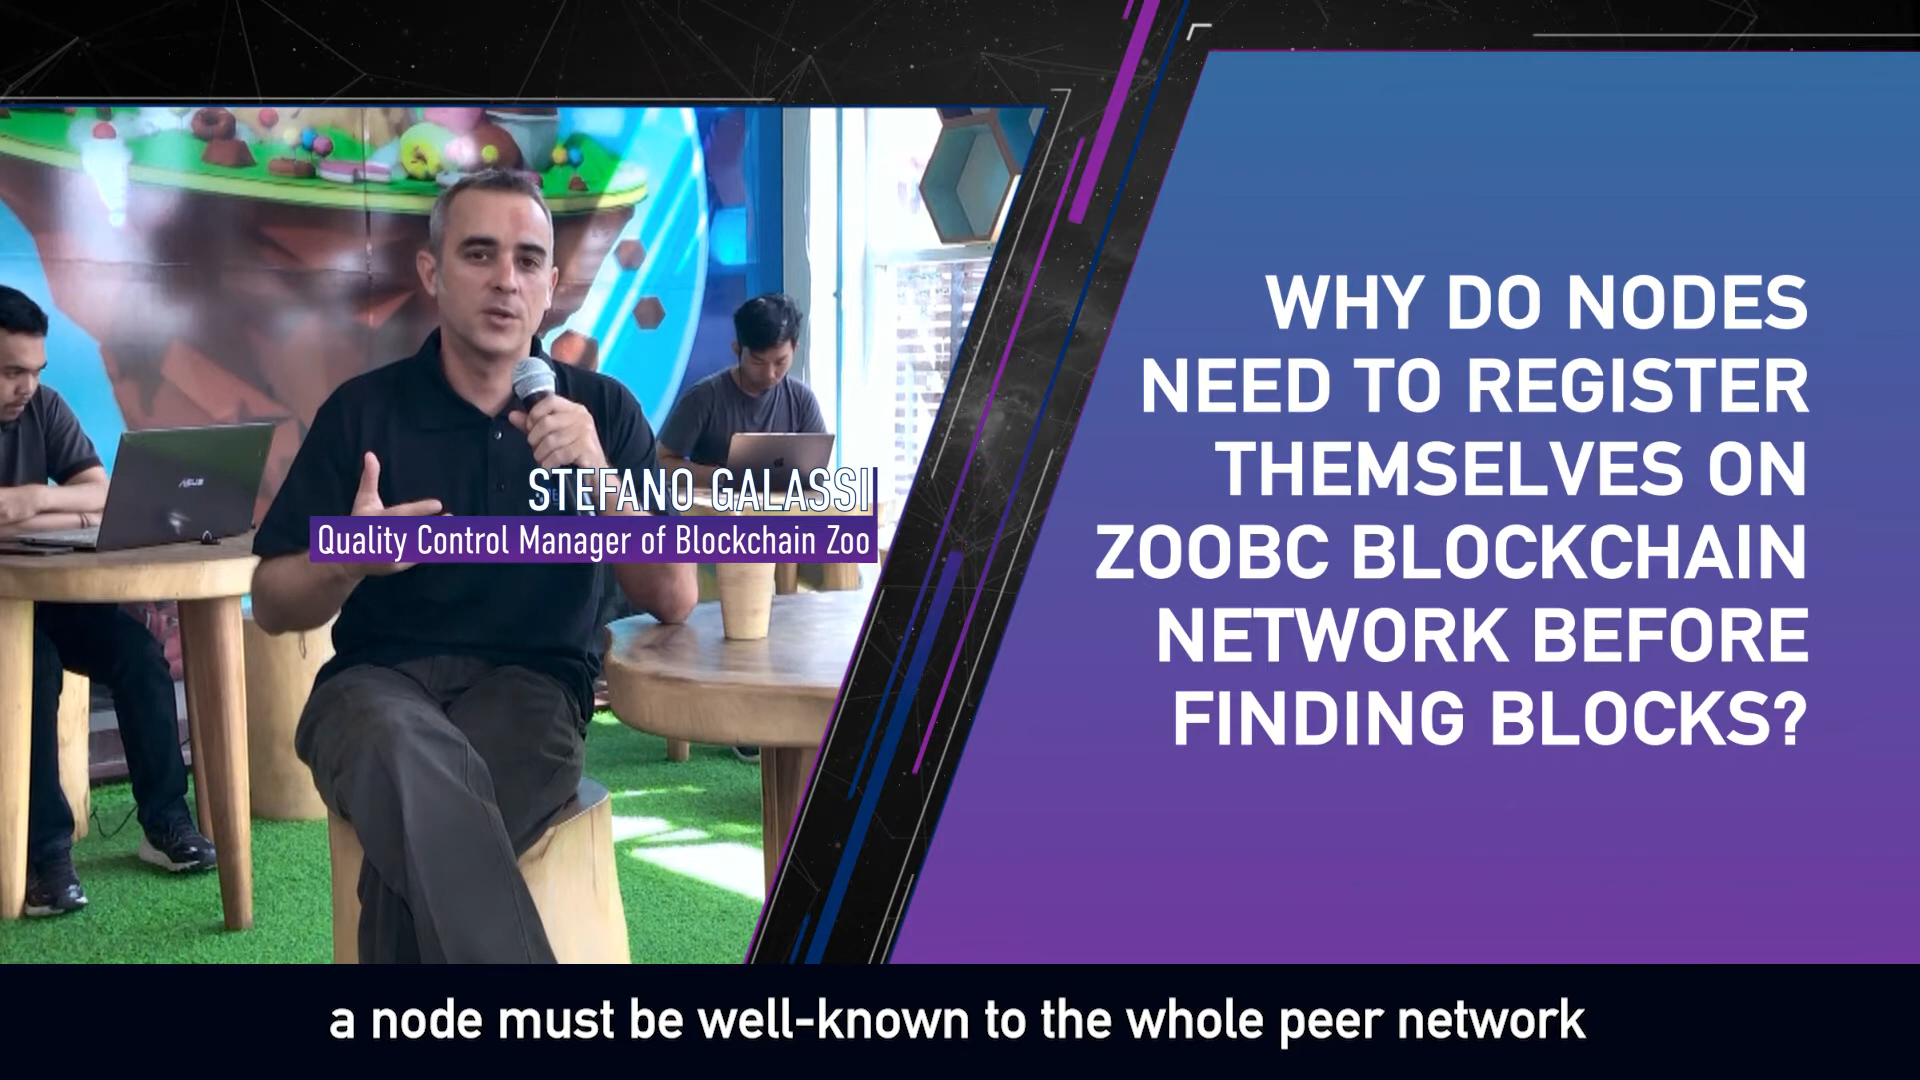 STEFANO GALASSI
Quality Control Manager of Blockchain Zoo
WHY DO NODES
NEED TO REGISTER
THEMSELVES ON
ZOOBC BLOCKCHAIN
NETWORK BEFORE
FINDING BLOCKS?
a node must be well-known to the whole peer network
ASUS